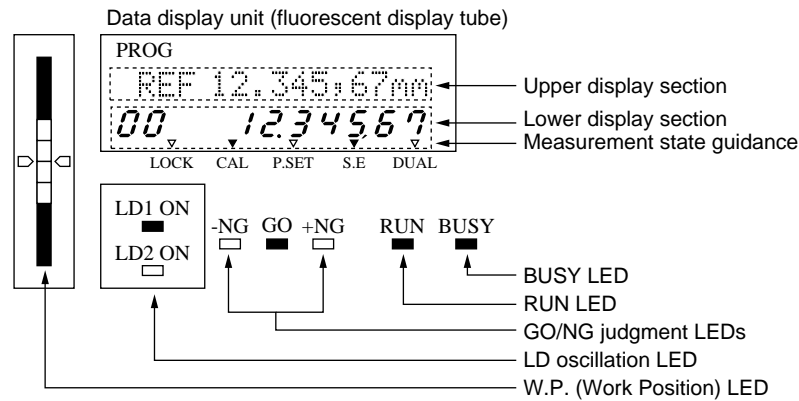 Data display unit (fluorescent display tube)
PROG
REF 12.345,67mm
Upper display section
00 12.345,67
Lower display section
Measurement state guidance
LOCK CAL P.SET S.E DUAL
LD1 ON
LD2 ON
-NG GO +NG RUN BUSY
BUSY LED
RUN LED
GO/NG judgment LEDs
LD oscillation LED
W.P. (Work Position) LED